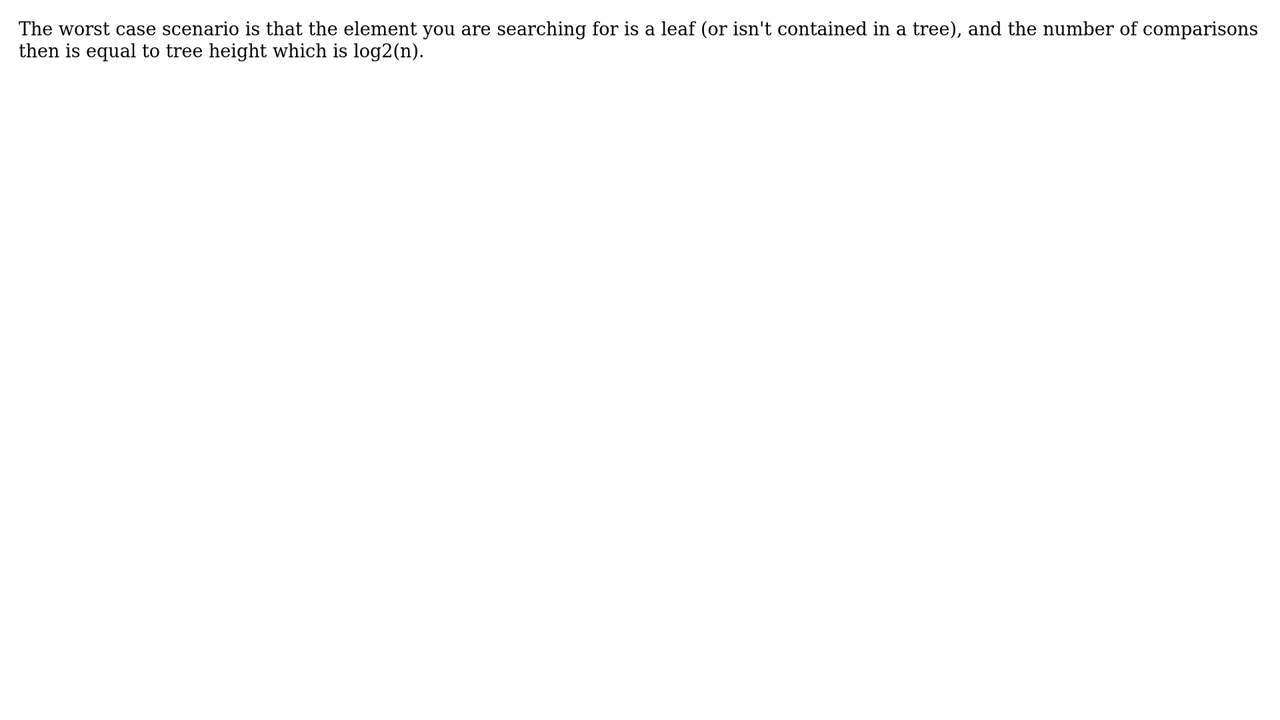 The worst case scenario is that the element you are searching for is a leaf (or isn't contained in a tree), and the number of comparisons
then is equal to tree height which is log2(n).